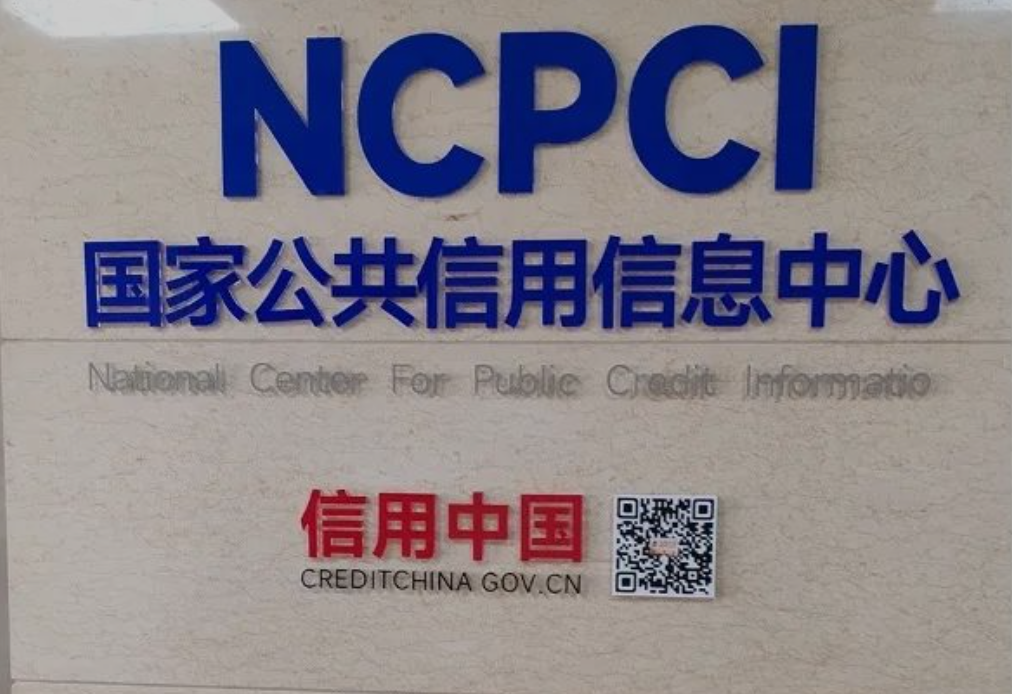 NCPCI
国家公共信用信息中心
National Center For Public Credit Informatio
信用中国
CREDITCHINA GOV.CN